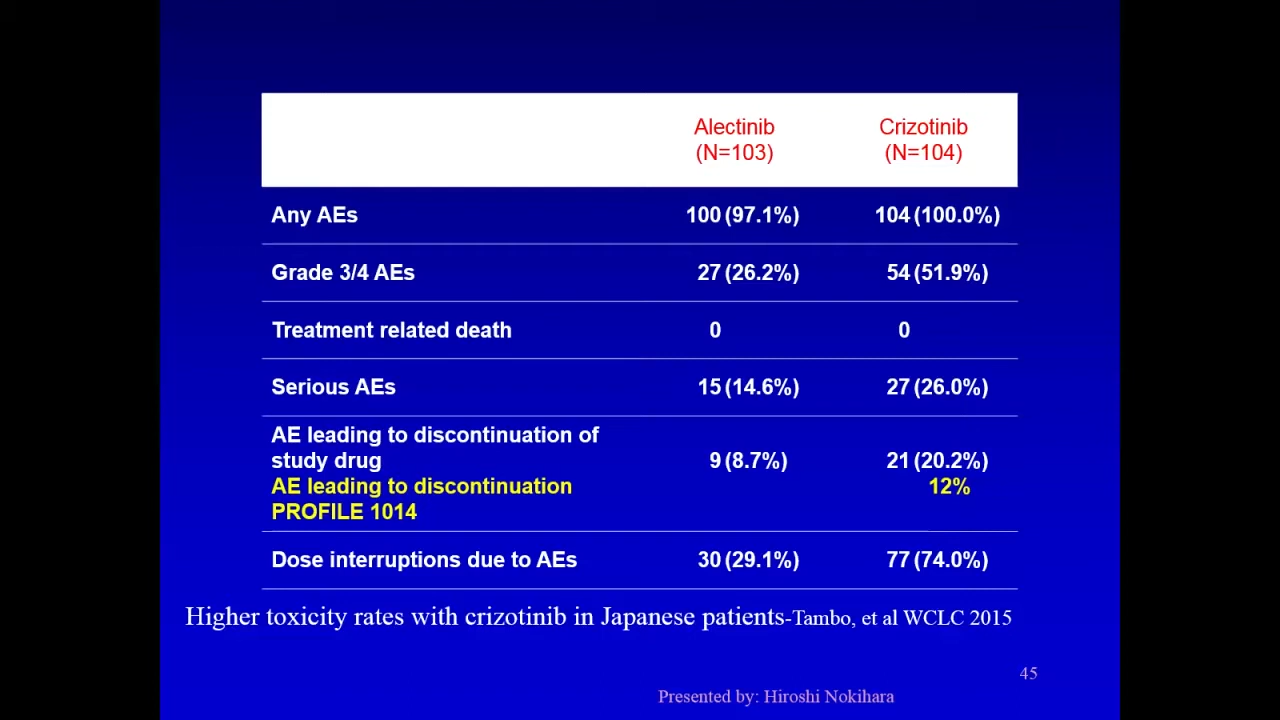 Alectinib Crizotinib
(N=103) (N=104)
Any AEs 100 (97.1%) 104 (100.0%)
Grade 3/4 AEs 27 (26.2%) 54 (51.9%)
Treatment related death 0 0
Serious AEs 15 (14.6%) 27 (26.0%)
AE leading to discontinuation of
study drug 9 (8.7%) 21 (20.2%)
AE leading to discontinuation 12%
PROFILE 1014
Dose interruptions due to AEs 30 (29.1%) 77 (74.0%)
Higher toxicity rates with crizotinib in Japanese patients-Tambo, et al WCLC 2015
45
Presented by: Hiroshi Nokihara